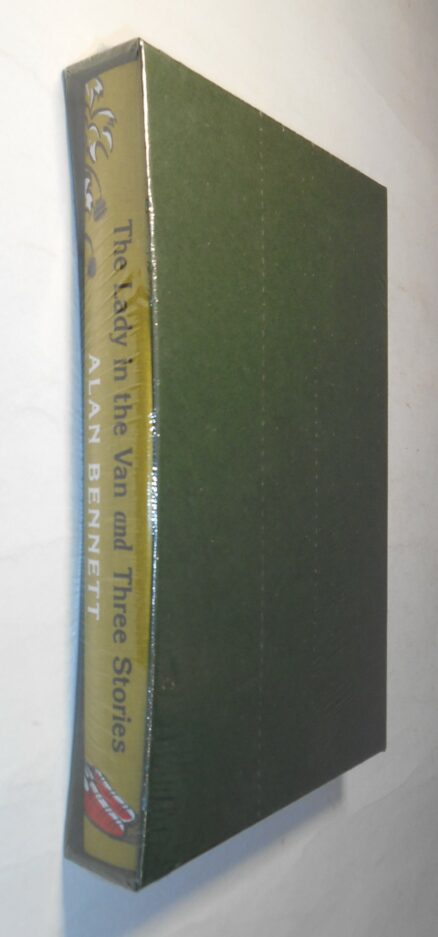 The Lady in the Van and Three Stories
ALAN BENNETT